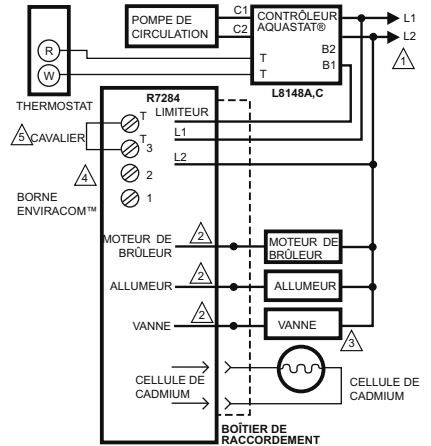 POMPE DE
CIRCULATION
C1
C2
CONTRÔLEUR
AQUASTAT®
B2
B1
T
T
L1
L2
1
R
W
THERMOSTAT
L8148A,C
R7284
LIMITEUR
T
T
5
CAVALIER
3
L1
L2
4
2
1
BORNE
ENVIRACOM™
MOTEUR DE
BRÛLEUR
2
MOTEUR DE
BRÛLEUR
ALLUMEUR
2
ALLUMEUR
VANNE
2
VANNE
3
CELLULE DE
CADMIUM
CELLULE DE
CADMIUM
BOÎTIER DE
RACCORDEMENT